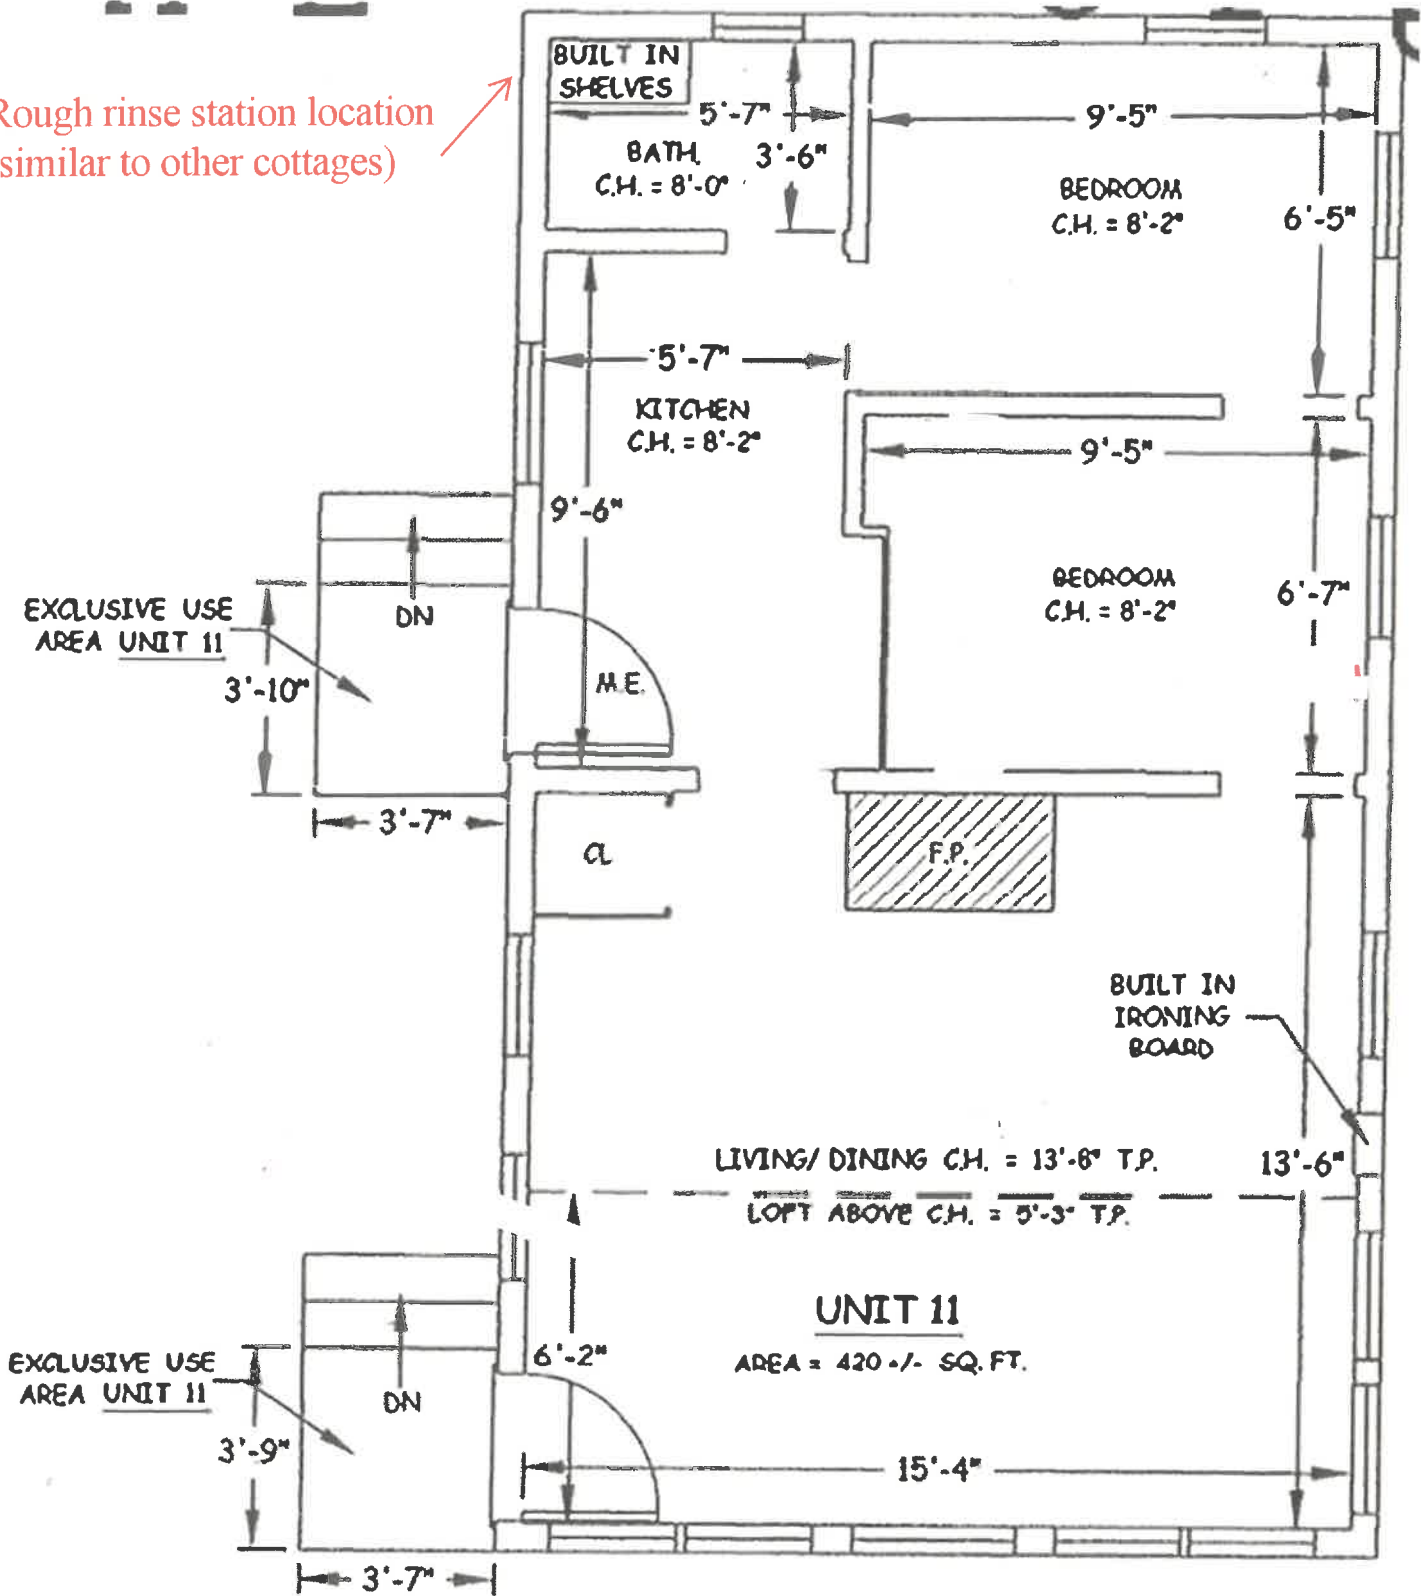 Rough rinse station location
similar to other cottages)
BUILT IN
SHELVES
5'-7"
9'-5"
BATH.
C.H. = 8'-0"
3'-6"
BEDROOM
C.H. = 8'-2"
6'-5"
5'-7"
KITCHEN
C.H. = 8'-2"
9'-5"
9'-6"
BEDROOM
C.H. = 8'-2"
6'-7"
DN
EXCLUSIVE USE
AREA UNIT 11
3'-10"
M.E.
3'-7"
CL
F.P.
BUILT IN
IRONING
BOARD
LIVING/ DINING C.H. = 13'-8" T.P.
13'-6"
LOFT ABOVE C.H. = 5'-3" T.P.
UNIT 11
AREA = 420 +/- SQ. FT.
6'-2"
EXCLUSIVE USE
AREA UNIT 11
DN
3'-9"
15'-4"
3'-7"